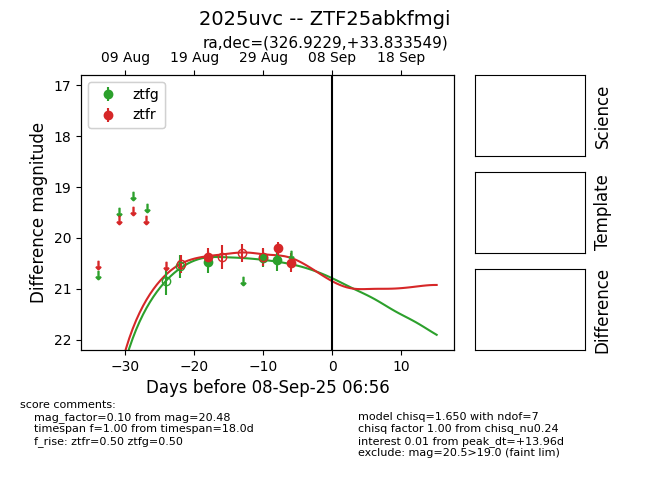 2025uvc -- ZTF25abkfmgi
ra,dec=(326.9229,+33.833549)
09 Aug 19 Aug 29 Aug 08 Sep 18 Sep
ztfg
ztfr
17
18
19
20
21
22
Difference magnitude
−30 −20 −10 0 10
Days before 08-Sep-25 06:56
Science
Template
Difference
score comments:
mag_factor=0.10 from mag=20.48
timespan f=1.00 from timespan=18.0d
f_rise: ztfr=0.50 ztfg=0.50
model chisq=1.650 with ndof=7
chisq factor 1.00 from chisq_nu0.24
interest 0.01 from peak_dt=+13.96d
exclude: mag=20.5>19.0 (faint lim)